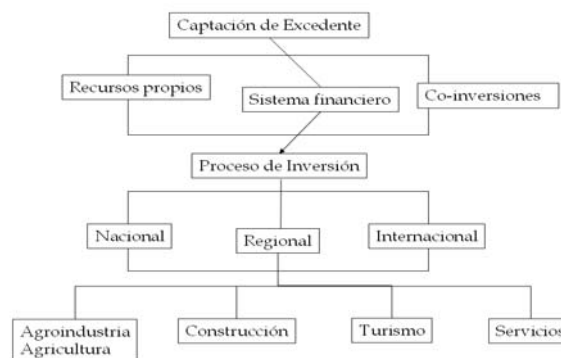 Captación de Excedente
Recursos propios
Sistema financiero
Co-inversiones
Proceso de Inversión
Nacional
Regional
Internacional
Agroindustria
Agricultura
Construcción
Turismo
Servicios